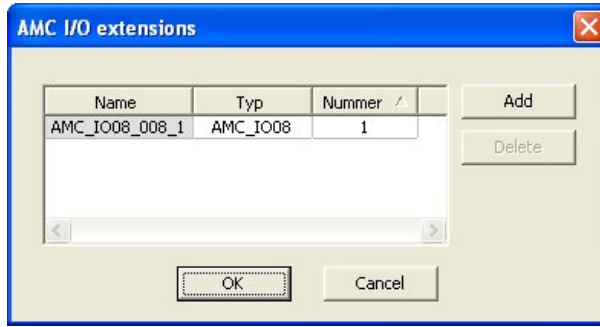 AMC I/O extensions
Name Typ Nummer
AMC_IO08_008_1 AMC_IO08 1
Add
Delete
OK Cancel